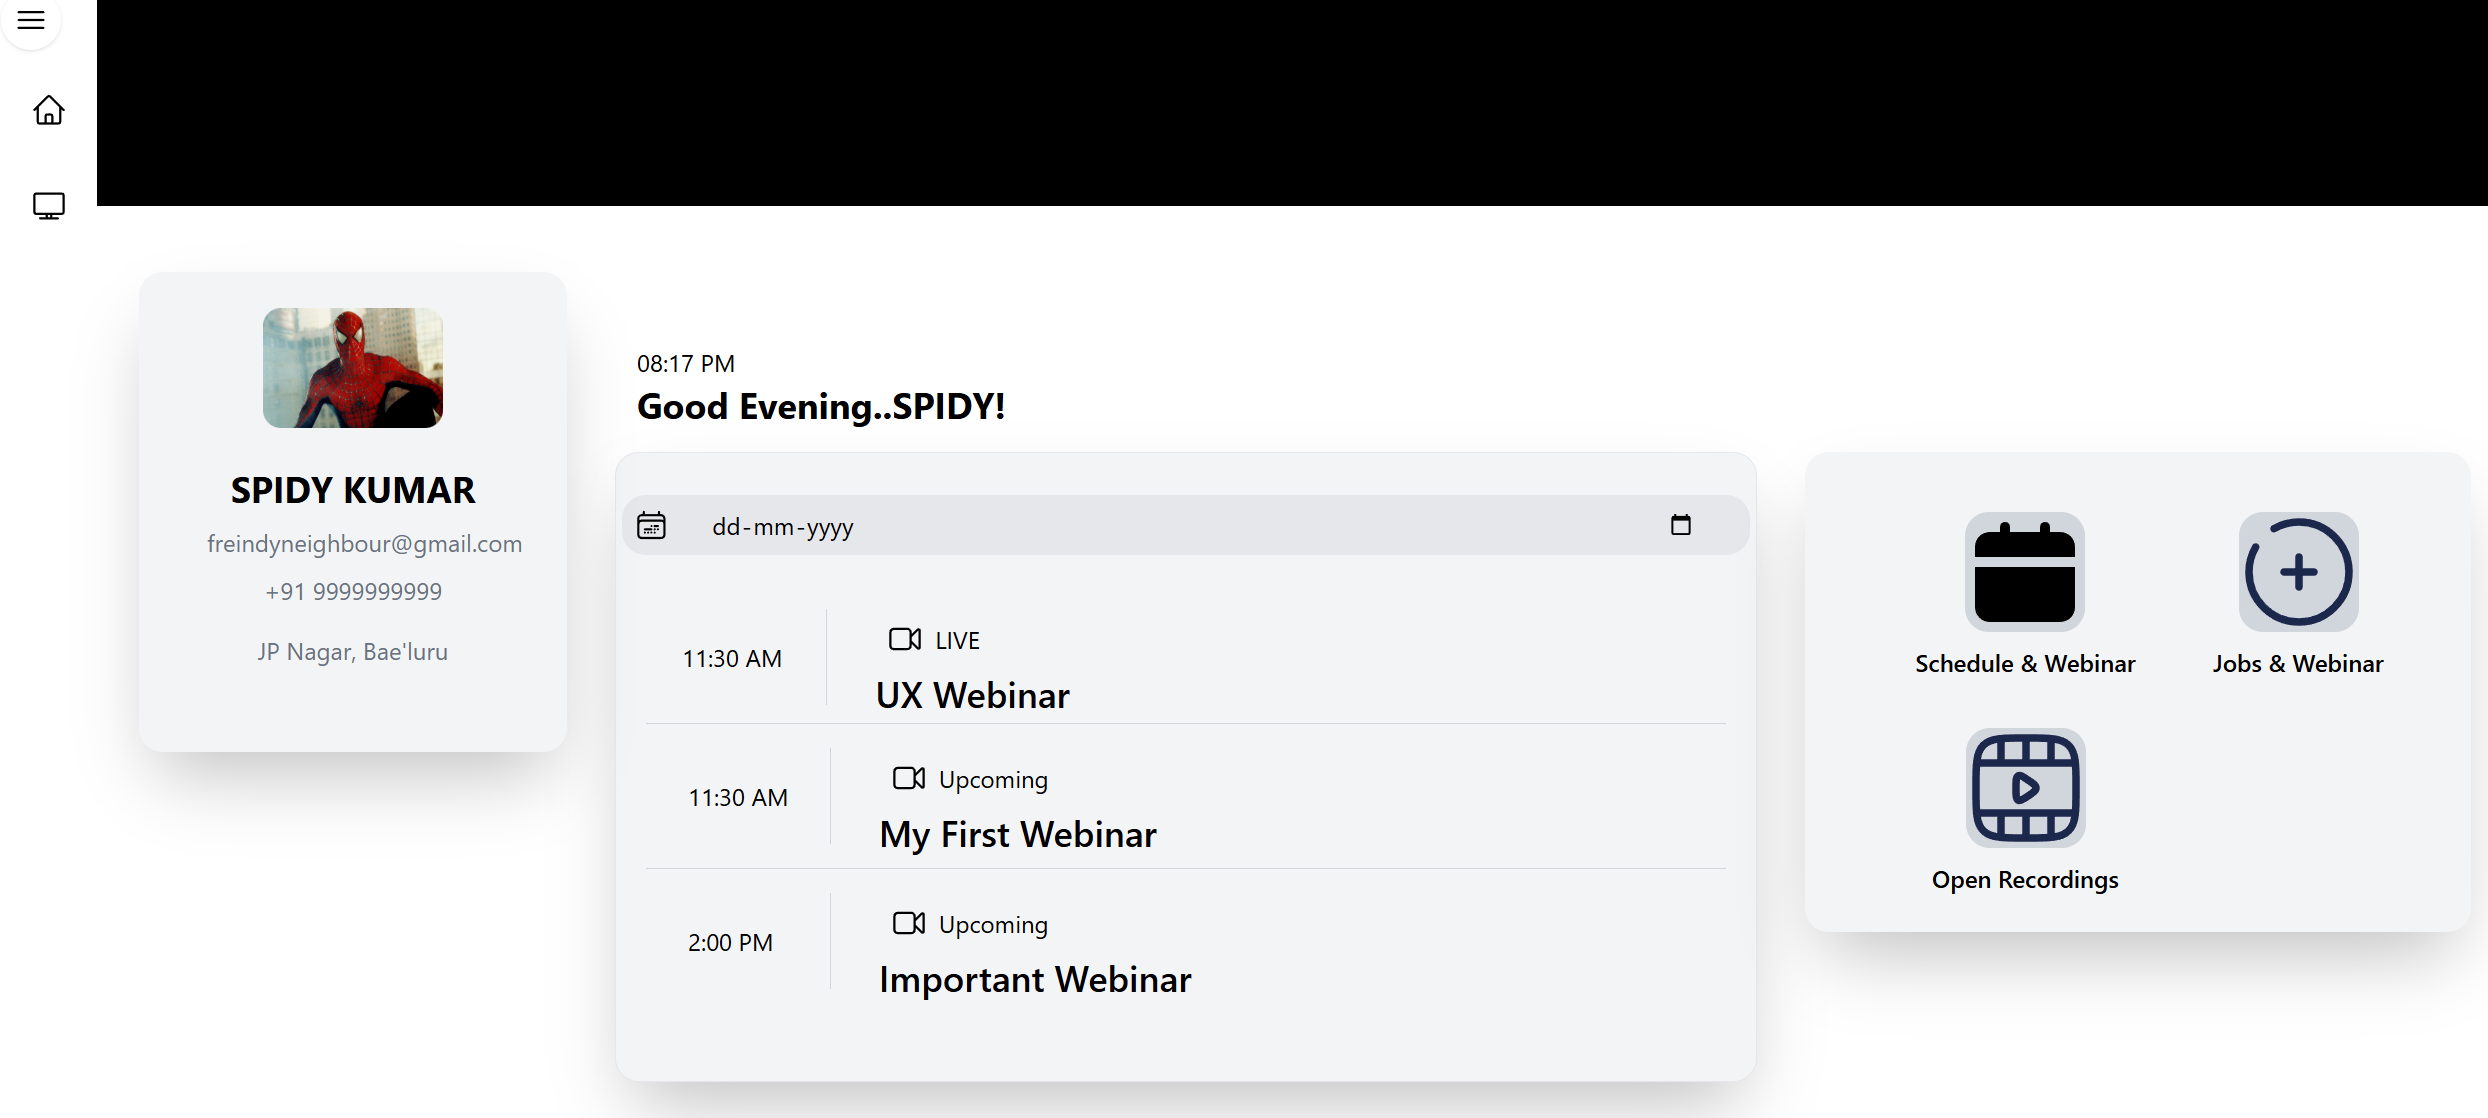 SPIDY KUMAR
freindyneighbour@gmail.com
+91 9999999999
JP Nagar, Bae'luru
08:17 PM
Good Evening..SPIDY!
dd-mm-yyyy
11:30 AM
LIVE
UX Webinar
11:30 AM
Upcoming
My First Webinar
2:00 PM
Upcoming
Important Webinar
Schedule & Webinar
Jobs & Webinar
Open Recordings